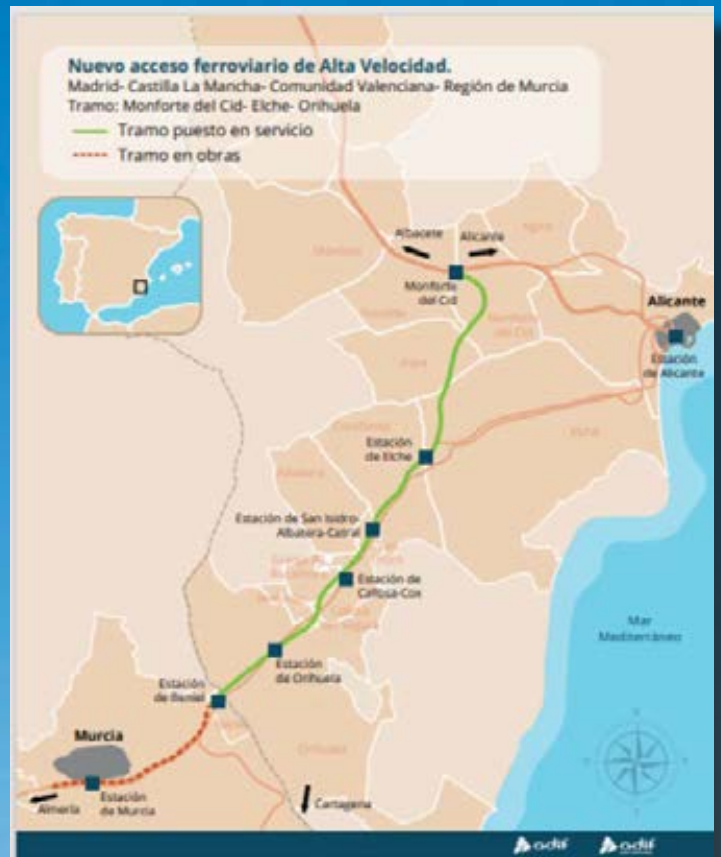 Nuevo acceso ferroviario de Alta Velocidad.
Madrid- Castilla La Mancha- Comunidad Valenciana- Región de Murcia
Tramo: Monforte del Cid- Elche- Orihuela
Tramo puesto en servicio
Tramo en obras
Albacete
Alicante
Monforte
del Cid
Alicante
Estación
de Alicante
Estación
de Elche
Estación de San Isidro-
Albatera-Catral
Estación de
Callosa-Cox
Estación
de Orihuela
Estación
de Beniel
Mar
Mediterráneo
Murcia
Orihuela
Almería
Estación
de Murcia
Cartagena
adif
adif